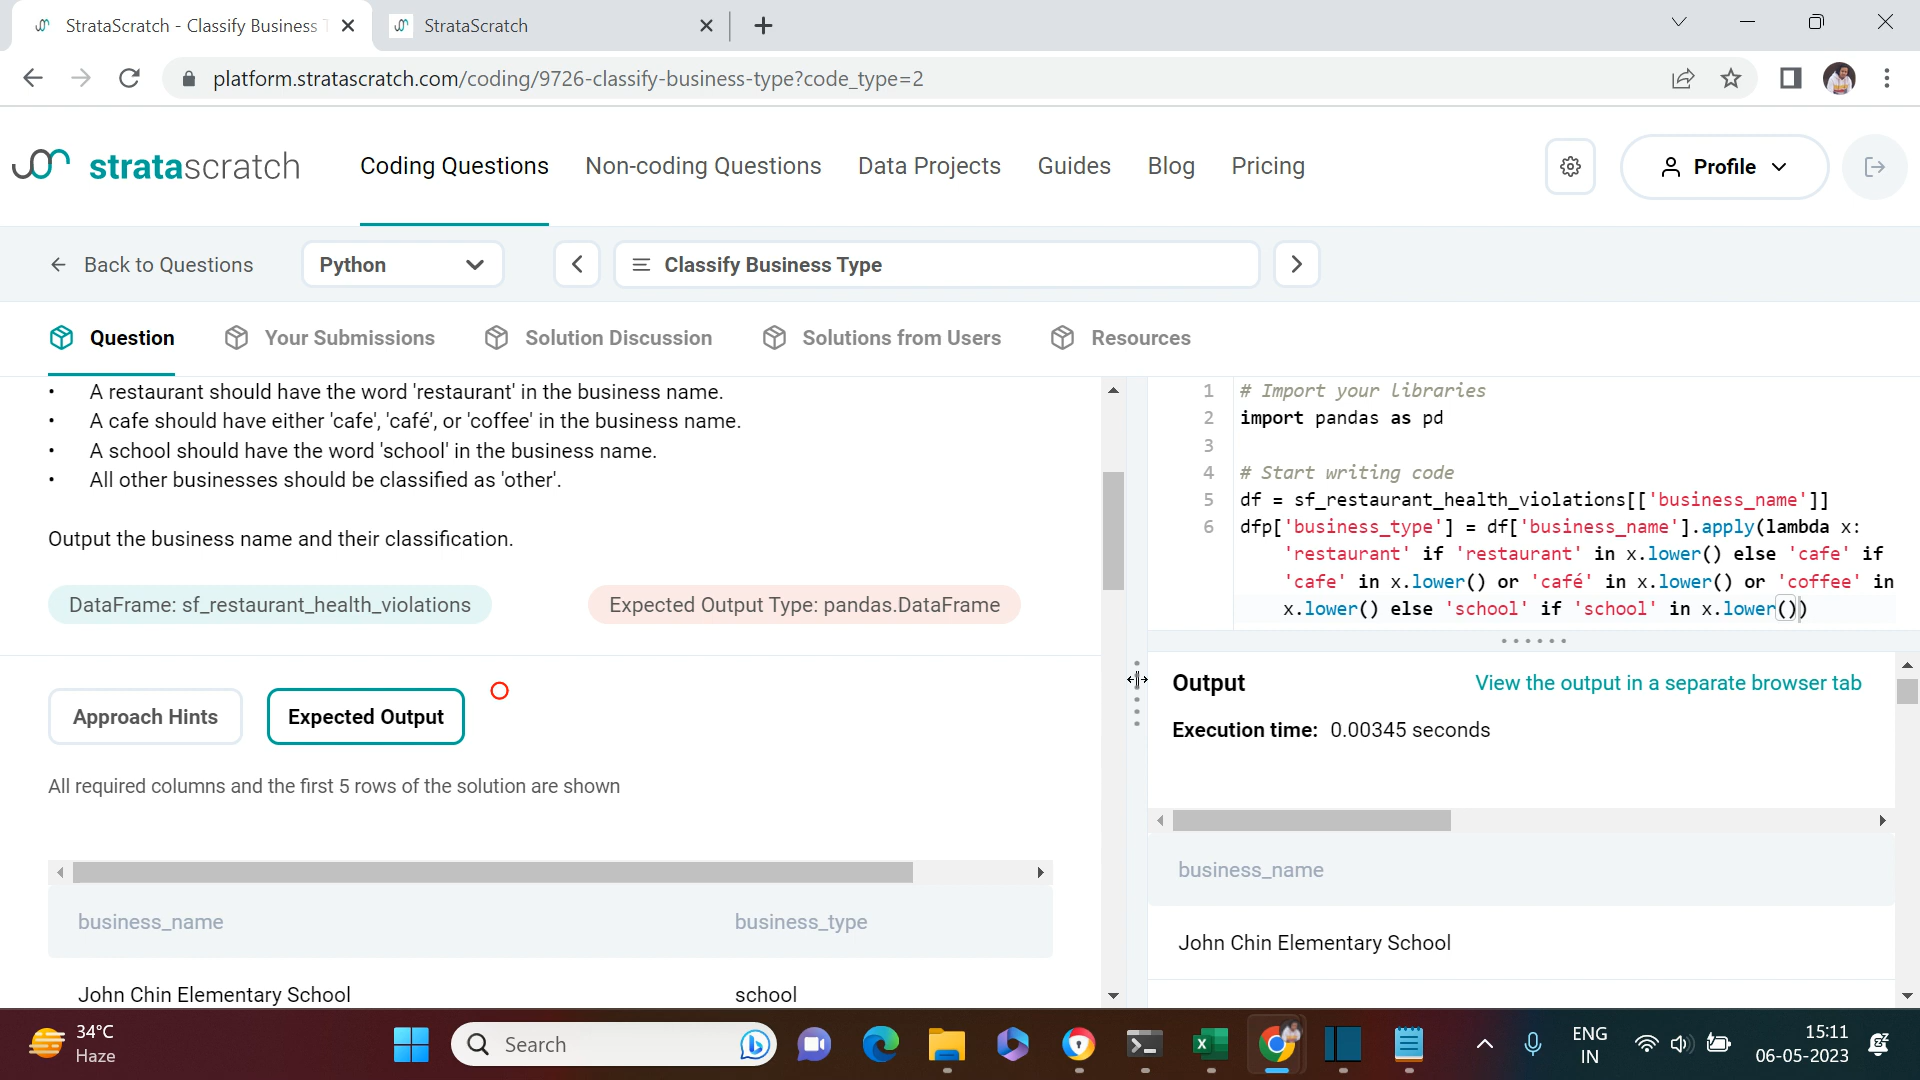 StrataScratch - Classify Business T
StrataScratch
platform.stratascratch.com/coding/9726-classify-business-type?code_type=2
stratascratch
Coding Questions
Non-coding Questions
Data Projects
Guides
Blog
Pricing
Profile
Back to Questions
Python
Classify Business Type
Question
Your Submissions
Solution Discussion
Solutions from Users
Resources
• A restaurant should have the word 'restaurant' in the business name.
• A cafe should have either 'cafe', 'café', or 'coffee' in the business name.
• A school should have the word 'school' in the business name.
• All other businesses should be classified as 'other'.
Output the business name and their classification.
DataFrame: sf_restaurant_health_violations
Expected Output Type: pandas.DataFrame
Approach Hints
Expected Output
All required columns and the first 5 rows of the solution are shown
business_name business_type
John Chin Elementary School school
1 # Import your libraries
2 import pandas as pd
3
4 # Start writing code
5 df = sf_restaurant_health_violations[['business_name']]
6 dfp['business_type'] = df['business_name'].apply(lambda x:
'restaurant' if 'restaurant' in x.lower() else 'cafe' if
'cafe' in x.lower() or 'café' in x.lower() or 'coffee' in
x.lower() else 'school' if 'school' in x.lower())
Output
View the output in a separate browser tab
Execution time: 0.00345 seconds
business_name
John Chin Elementary School
34°C
Haze
Search
ENG
IN
15:11
06-05-2023